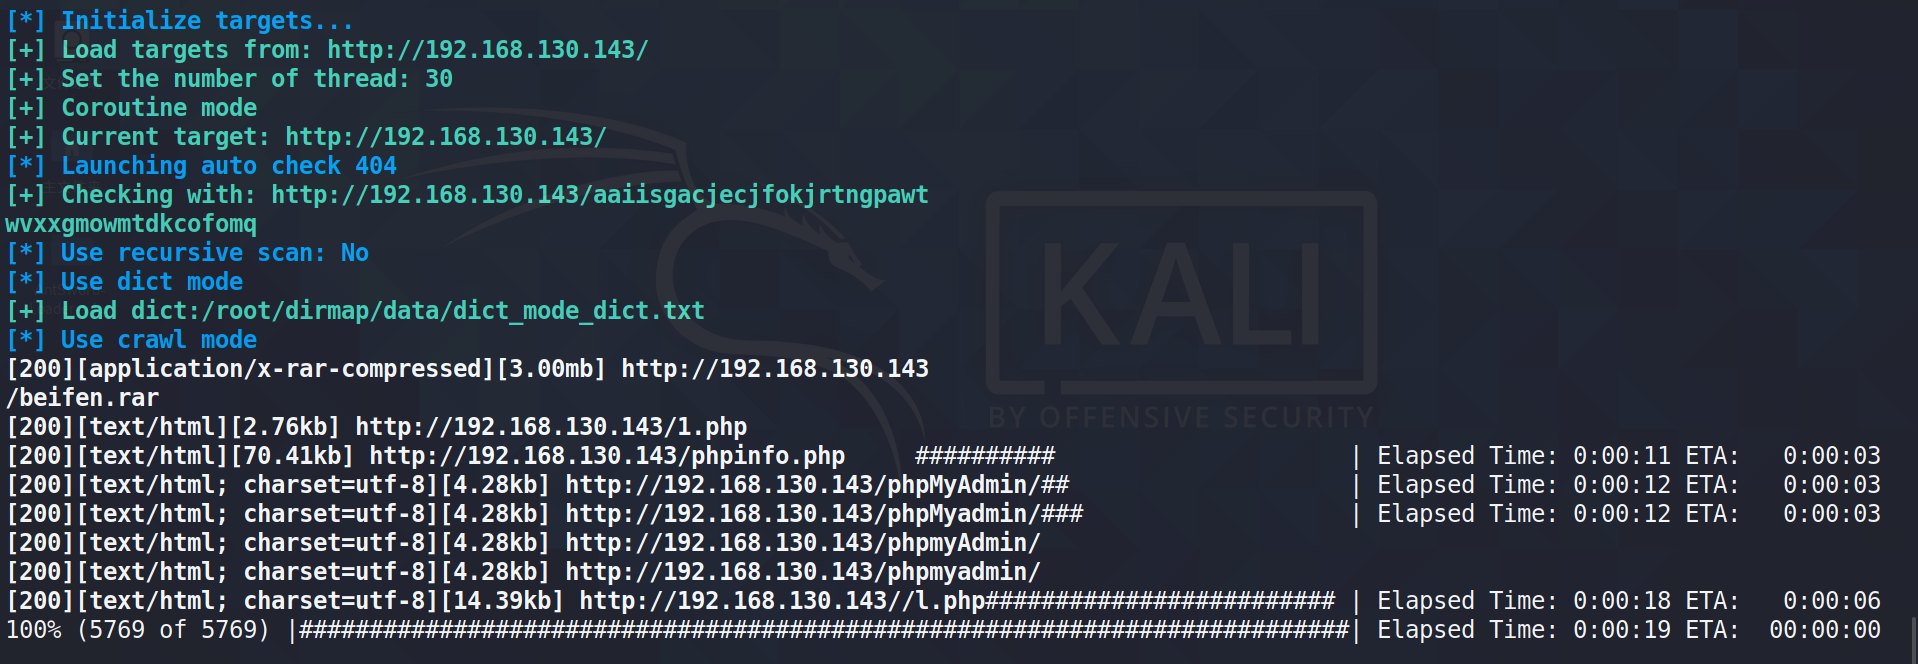 [*] Initialize targets...
[+] Load targets from: http://192.168.130.143/
[+] Set the number of thread: 30
[+] Coroutine mode
[+] Current target: http://192.168.130.143/
[*] Launching auto check 404
[+] Checking with: http://192.168.130.143/aaiisgacjecjfokjrtngpawt
wvxxgmowmtdkcofomq
[*] Use recursive scan: No
[*] Use dict mode
[+] Load dict:/root/dirmap/data/dict_mode_dict.txt
[*] Use crawl mode
[200][application/x-rar-compressed][3.00mb] http://192.168.130.143
/beifen.rar
[200][text/html][2.76kb] http://192.168.130.143/1.php
[200][text/html][70.41kb] http://192.168.130.143/phpinfo.php     ########## | Elapsed Time: 0:00:11 ETA:   0:00:03
[200][text/html; charset=utf-8][4.28kb] http://192.168.130.143/phpMyAdmin/## | Elapsed Time: 0:00:12 ETA:   0:00:03
[200][text/html; charset=utf-8][4.28kb] http://192.168.130.143/phpMyadmin/### | Elapsed Time: 0:00:12 ETA:   0:00:03
[200][text/html; charset=utf-8][4.28kb] http://192.168.130.143/phpmyAdmin/
[200][text/html; charset=utf-8][4.28kb] http://192.168.130.143/phpmyadmin/
[200][text/html; charset=utf-8][14.39kb] http://192.168.130.143//l.php######################### | Elapsed Time: 0:00:18 ETA:   0:00:06
100% (5769 of 5769) |###########################################################################| Elapsed Time: 0:00:19 ETA:  00:00:00
KALI
BY OFFENSIVE SECURITY